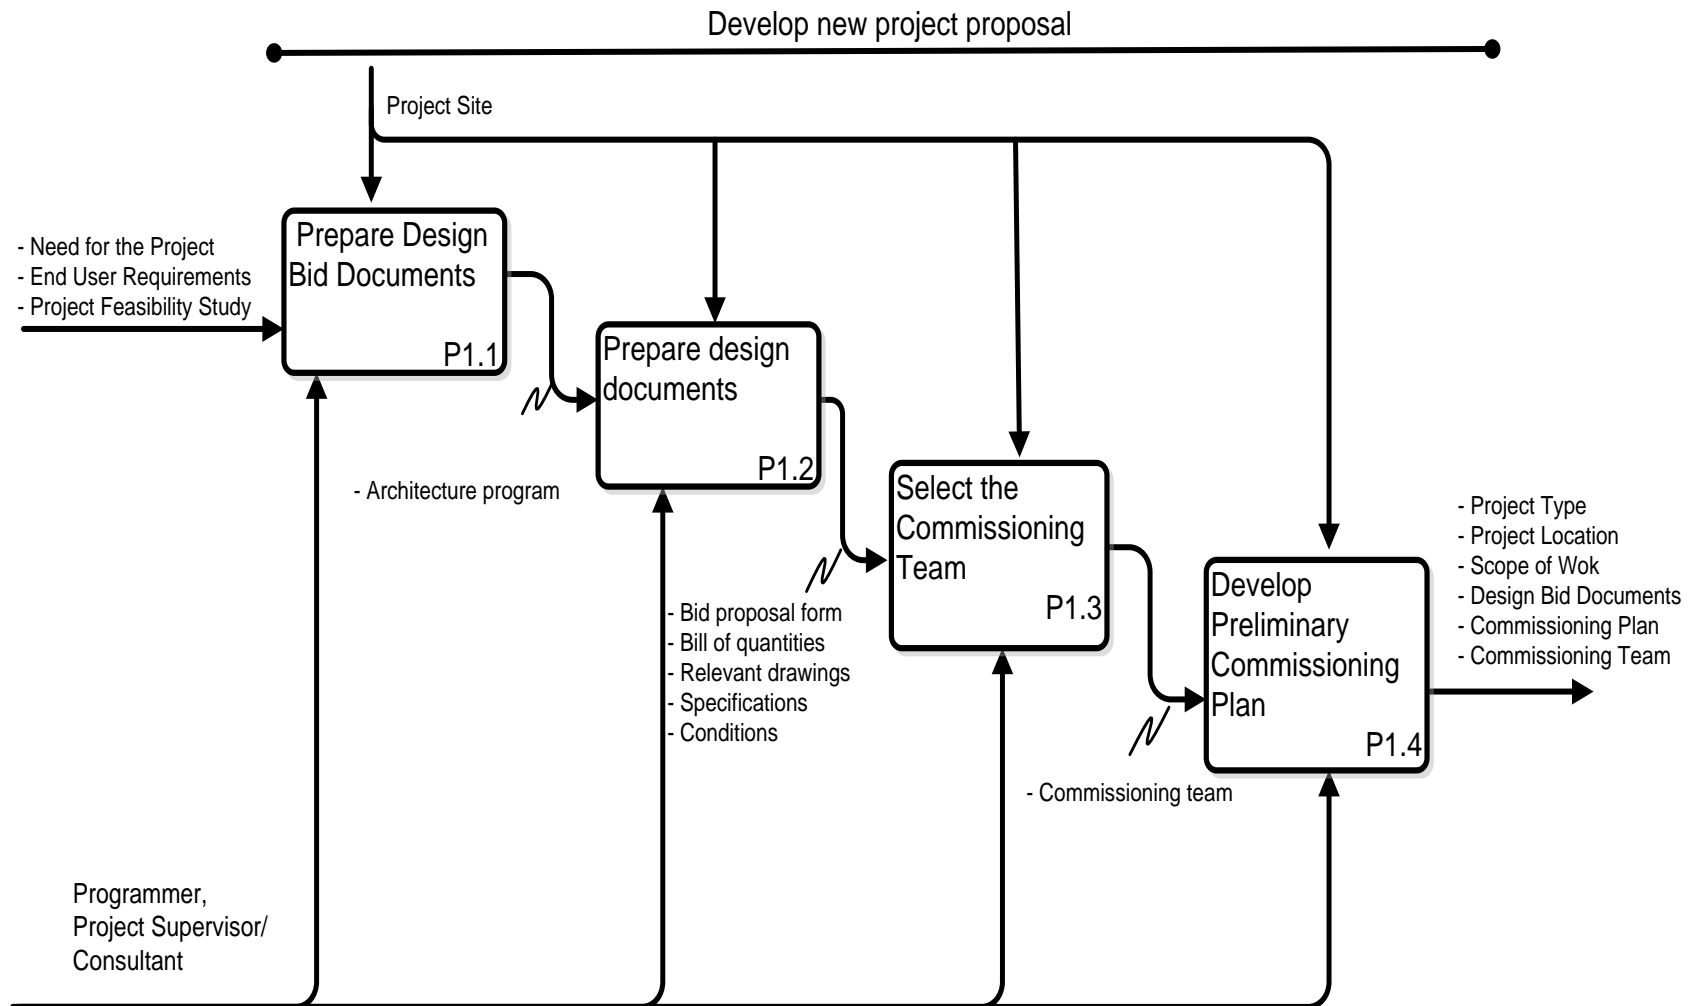 Develop new project proposal
Project Site
- Need for the Project
- End User Requirements
- Project Feasibility Study
Prepare Design
Bid Documents
P1.1
Prepare design
documents
P1.2
- Architecture program
Select the
Commissioning
Team
P1.3
- Bid proposal form
- Bill of quantities
- Relevant drawings
- Specifications
- Conditions
Develop
Preliminary
Commissioning
Plan
P1.4
- Project Type
- Project Location
- Scope of Wok
- Design Bid Documents
- Commissioning Plan
- Commissioning Team
- Commissioning team
Programmer,
Project Supervisor/
Consultant